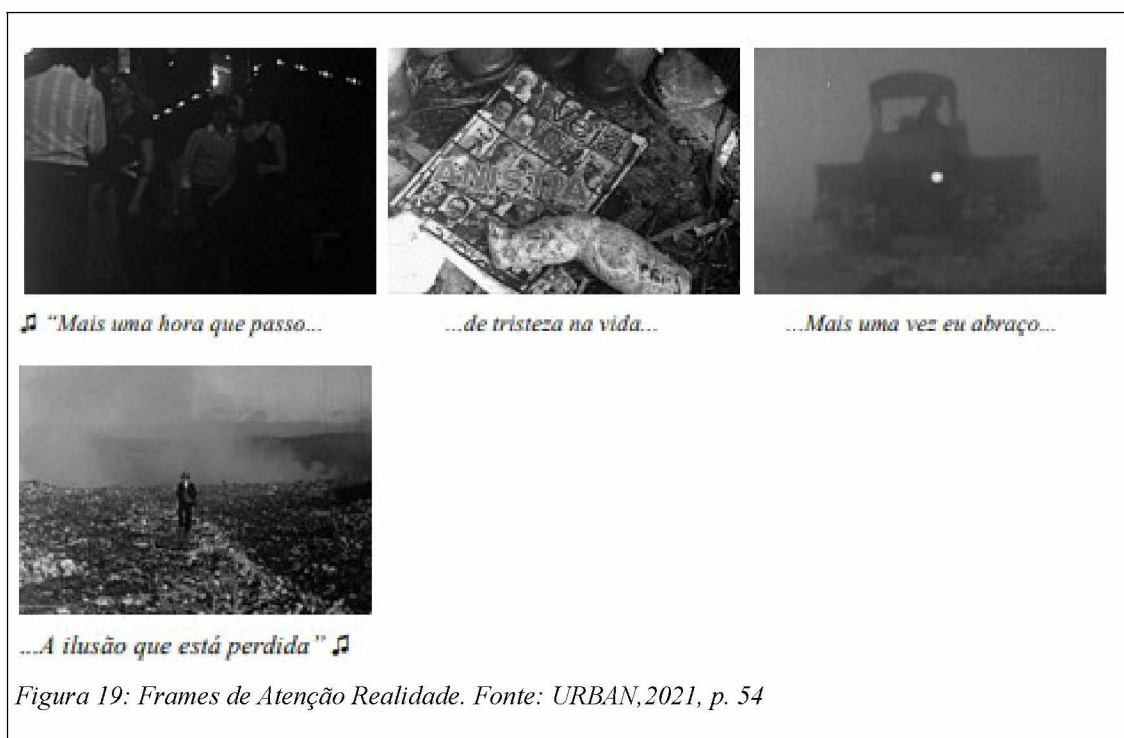 ANISTIA
♫ "Mais uma hora que passo...
...de tristeza na vida...
...Mais uma vez eu abraço...
...A ilusão que está perdida" ♫
Figura 19: Frames de Atenção Realidade. Fonte: URBAN,2021, p. 54